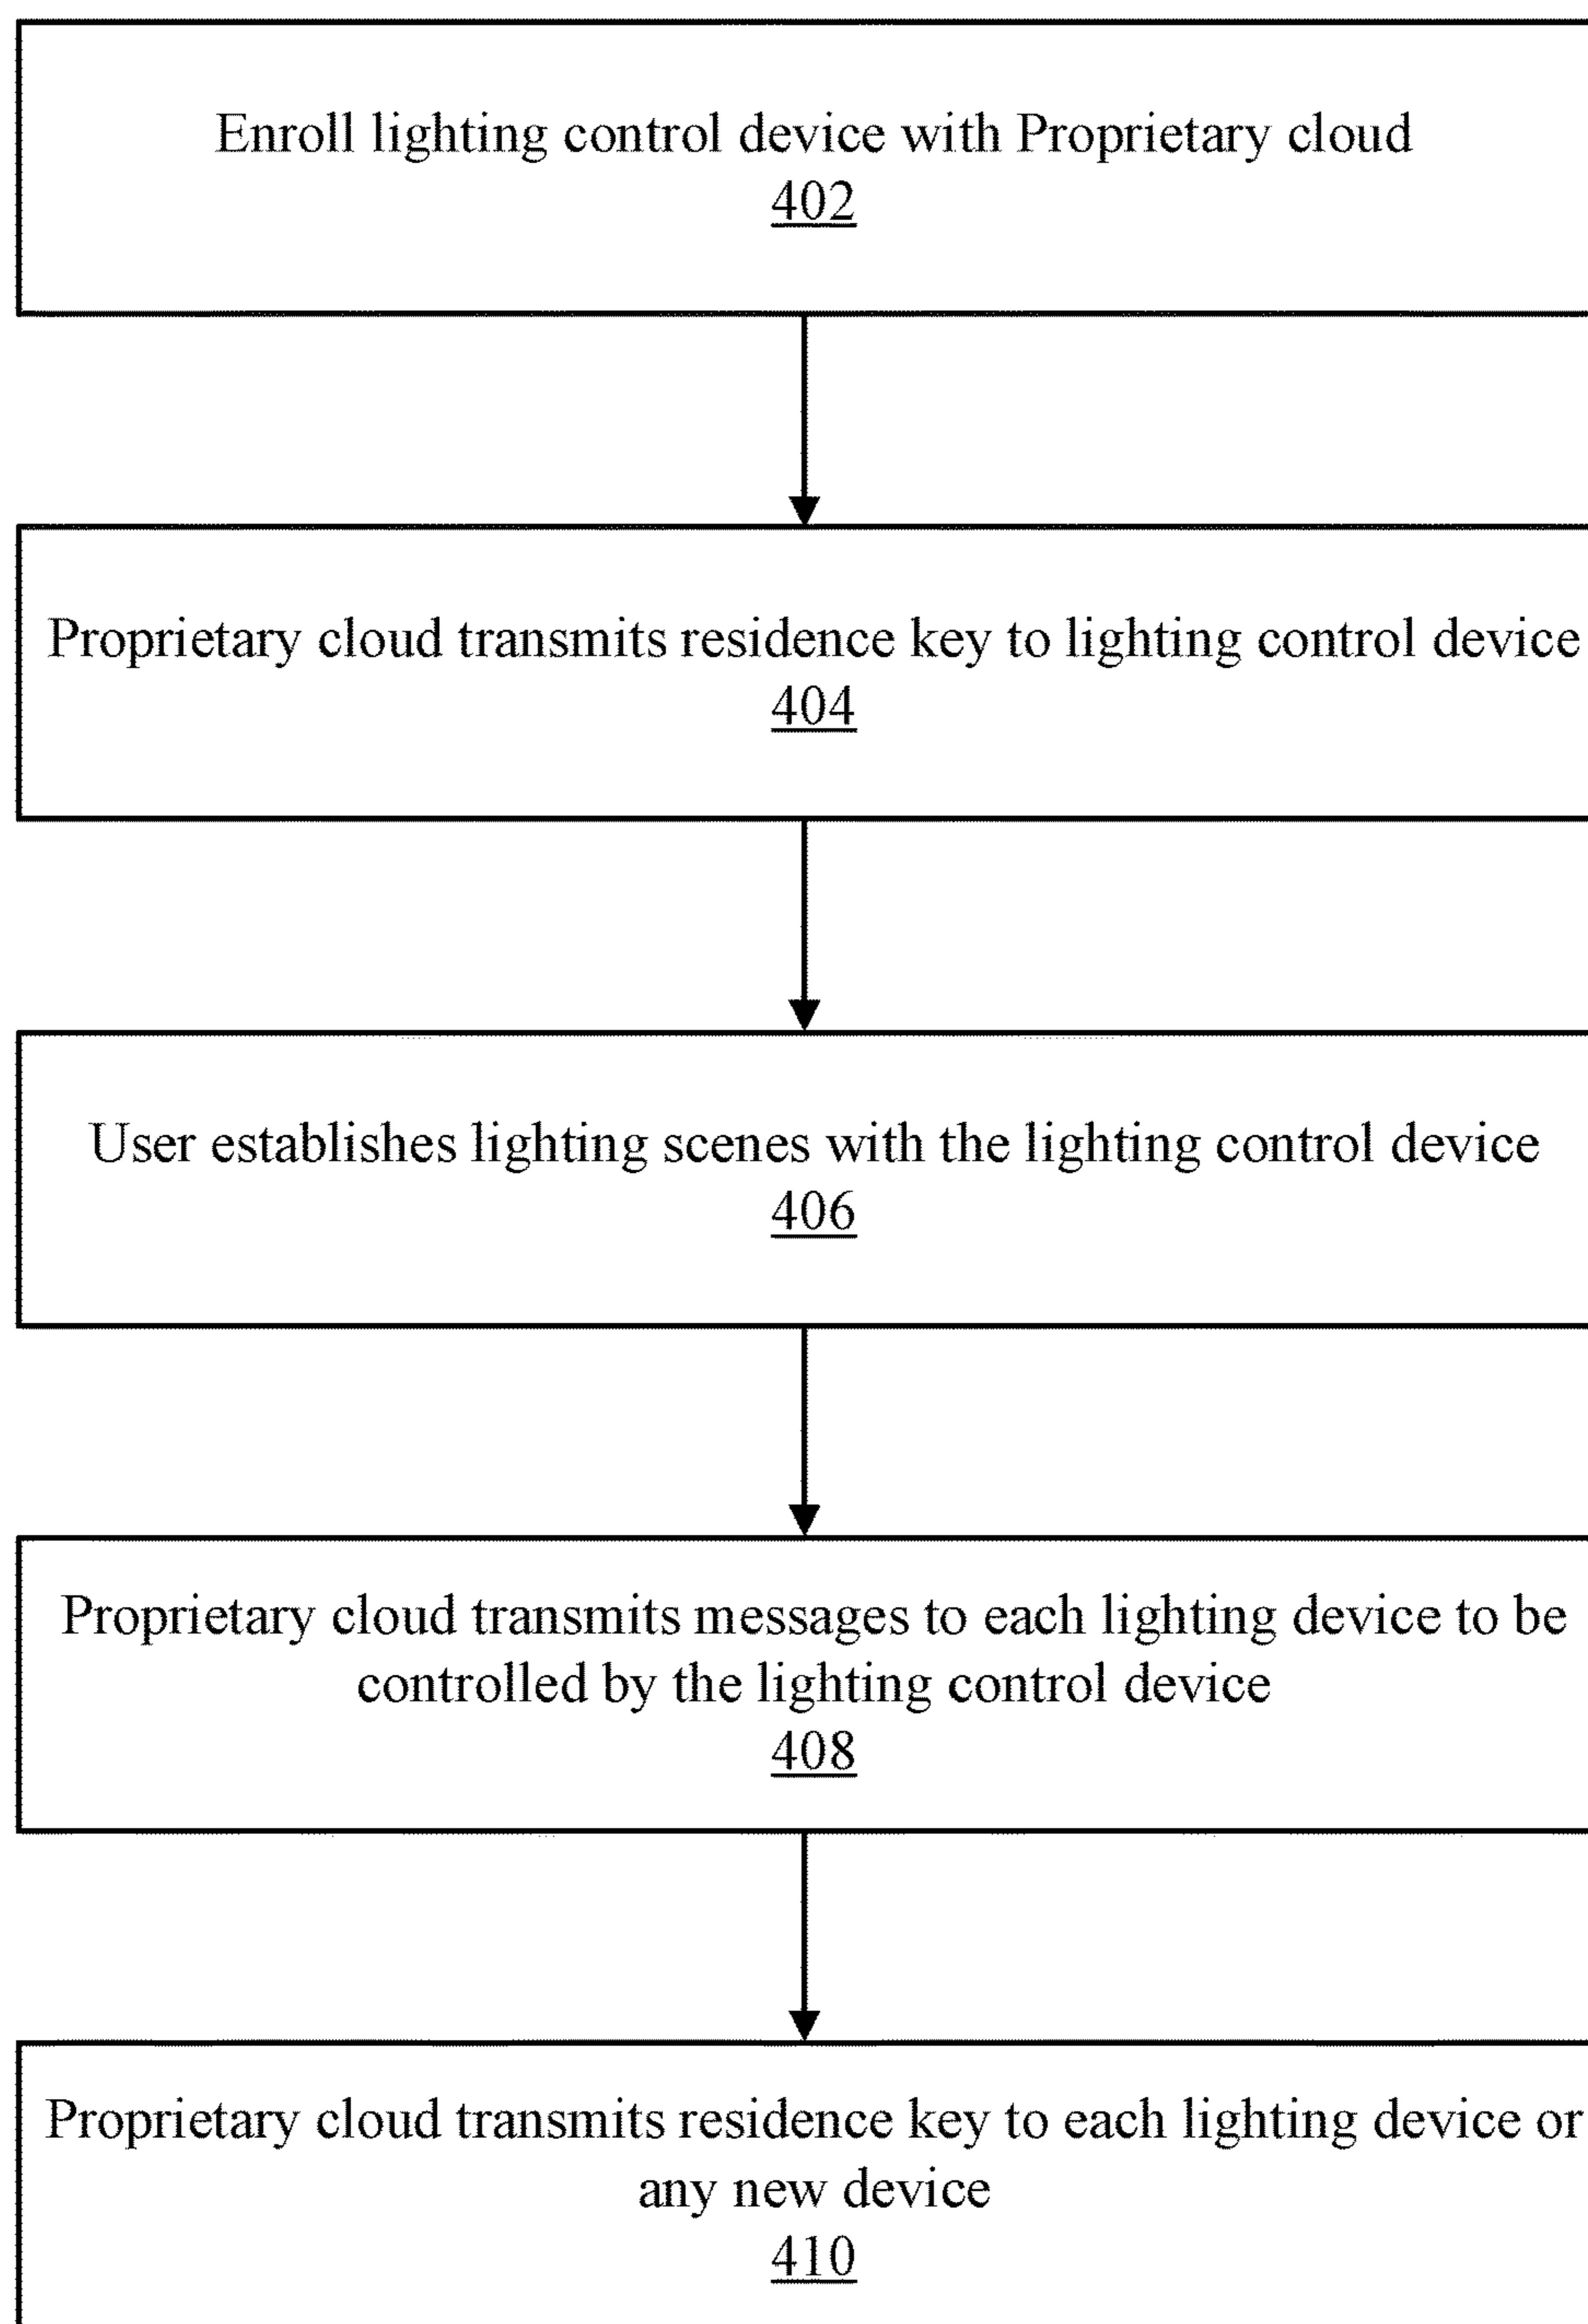 Enroll lighting control device with Proprietary cloud
402
Proprietary cloud transmits residence key to lighting control device
404
User establishes lighting scenes with the lighting control device
406
Proprietary cloud transmits messages to each lighting device to be
controlled by the lighting control device
408
Proprietary cloud transmits residence key to each lighting device or
any new device
410